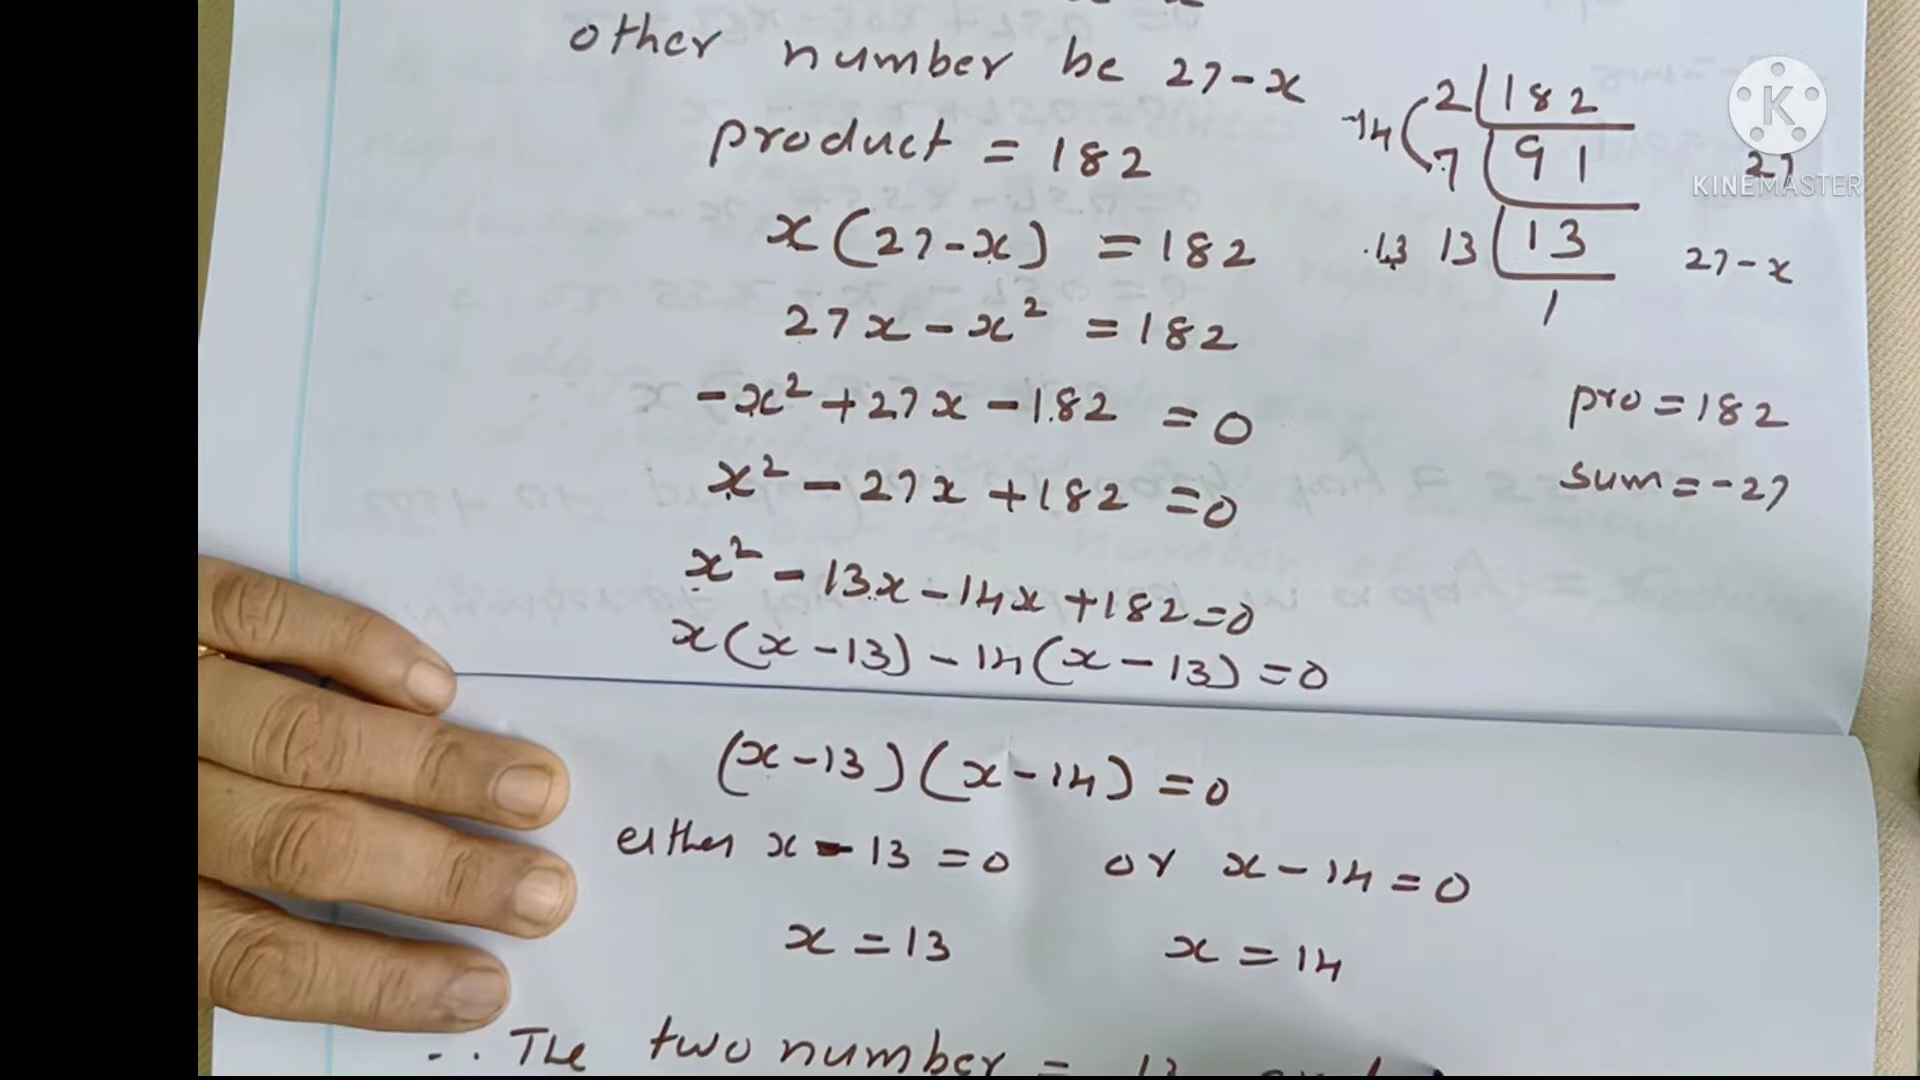 other number be 27-x
product = 182
x(27-x) = 182
27x - x² = 182
-x² + 27x - 182 = 0
x² - 27x + 182 = 0
x² - 13x - 14x + 182 = 0
x(x - 13) - 14(x - 13) = 0
(x - 13)(x - 14) = 0
either x - 13 = 0 or x - 14 = 0
x = 13 x = 14
∴ The two number = 13
-14 2 182
7 91
-13 13 13
1
27
KINEMASTER
27-x
pro = 182
sum = -27